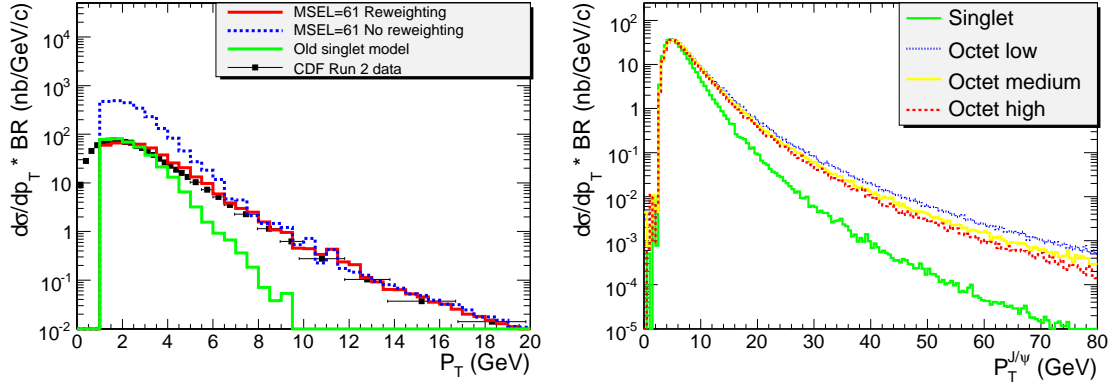 dσ/dp_T * BR (nb/GeV/c)
MSEL=61 Reweighting
MSEL=61 No reweighting
Old singlet model
CDF Run 2 data
10^4
10^3
10^2
10
1
10^-1
10^-2
0 2 4 6 8 10 12 14 16 18 20
P_T (GeV)
dσ/dp_T * BR (nb/GeV/c)
Singlet
Octet low
Octet medium
Octet high
10^2
10
1
10^-1
10^-2
10^-3
10^-4
10^-5
0 10 20 30 40 50 60 70 80
P_T^J/ψ (GeV)